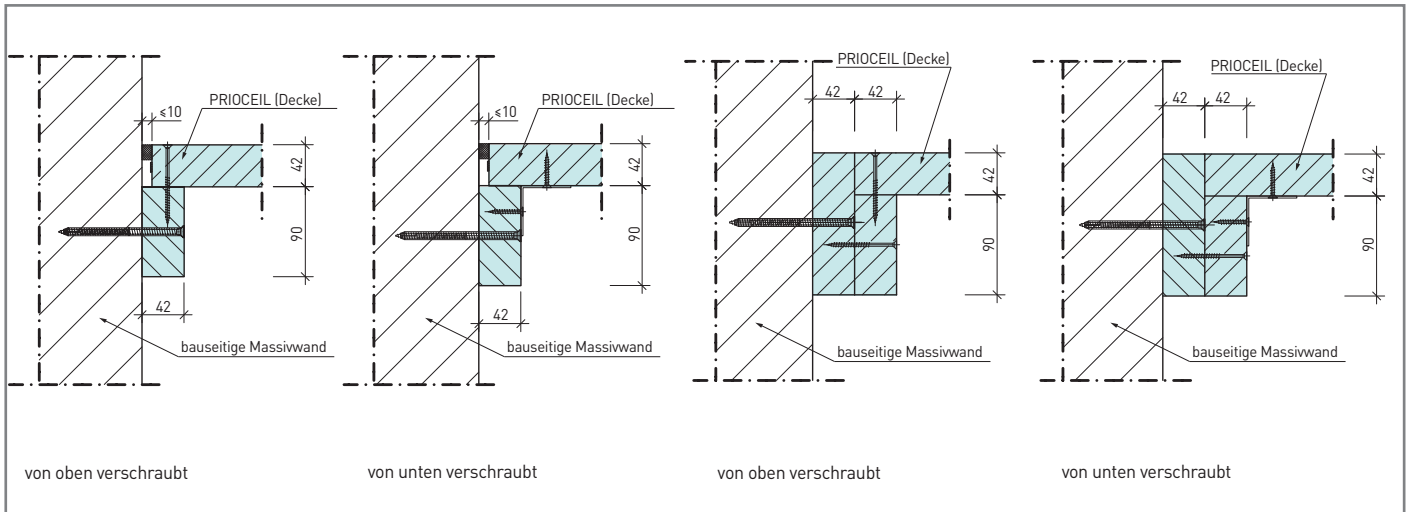 PRIOCEIL (Decke)
≤10
42
90
42
bauseitige Massivwand
von oben verschraubt
PRIOCEIL (Decke)
≤10
42
90
42
bauseitige Massivwand
von unten verschraubt
PRIOCEIL (Decke)
42
42
42
90
bauseitige Massivwand
von oben verschraubt
PRIOCEIL (Decke)
42
42
42
90
bauseitige Massivwand
von unten verschraubt